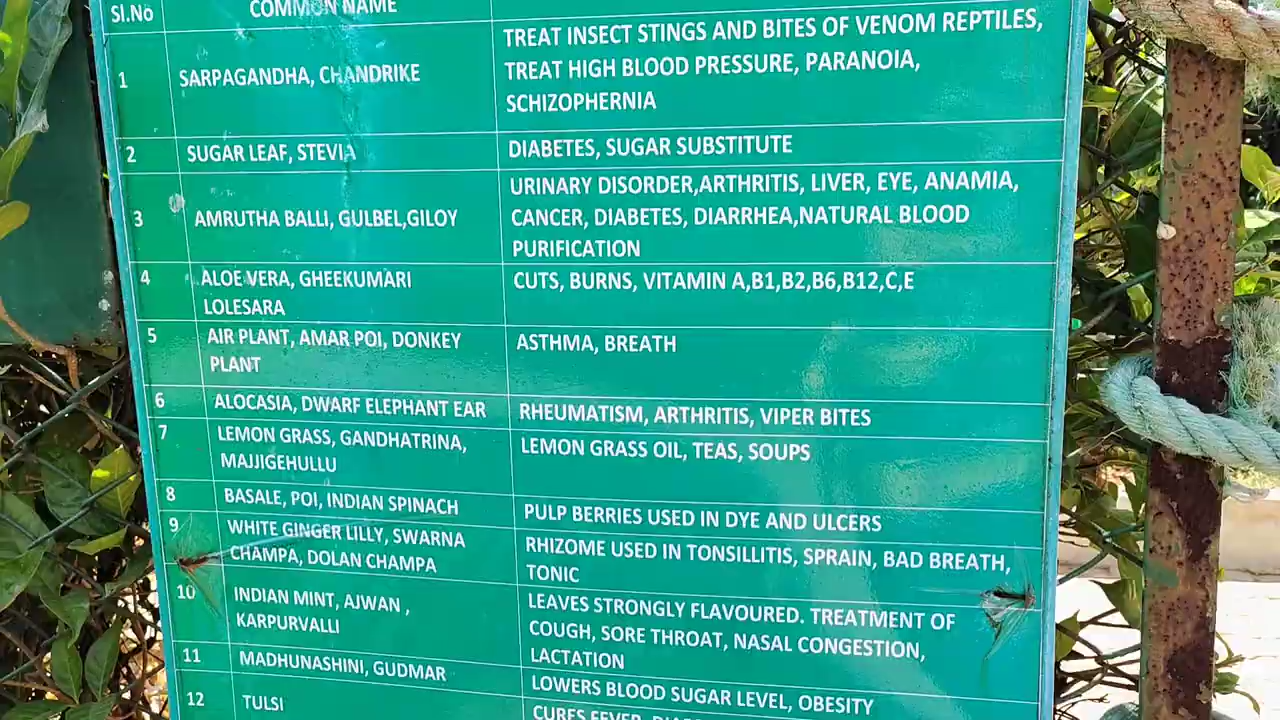 Sl.No COMMON NAME
1 SARPAGANDHA, CHANDRIKE
TREAT INSECT STINGS AND BITES OF VENOM REPTILES,
TREAT HIGH BLOOD PRESSURE, PARANOIA,
SCHIZOPHERNIA
2 SUGAR LEAF, STEVIA
DIABETES, SUGAR SUBSTITUTE
3 AMRUTHA BALLI, GULBEL,GILOY
URINARY DISORDER,ARTHRITIS, LIVER, EYE, ANAMIA,
CANCER, DIABETES, DIARRHEA,NATURAL BLOOD
PURIFICATION
4 ALOE VERA, GHEEKUMARI
LOLESARA
CUTS, BURNS, VITAMIN A,B1,B2,B6,B12,C,E
5 AIR PLANT, AMAR POI, DONKEY
PLANT
ASTHMA, BREATH
6 ALOCASIA, DWARF ELEPHANT EAR
RHEUMATISM, ARTHRITIS, VIPER BITES
7 LEMON GRASS, GANDHATRINA,
MAJJIGEHULLU
LEMON GRASS OIL, TEAS, SOUPS
8 BASALE, POI, INDIAN SPINACH
PULP BERRIES USED IN DYE AND ULCERS
9 WHITE GINGER LILLY, SWARNA
CHAMPA, DOLAN CHAMPA
RHIZOME USED IN TONSILLITIS, SPRAIN, BAD BREATH,
TONIC
10 INDIAN MINT, AJWAN ,
KARPURVALLI
LEAVES STRONGLY FLAVOURED. TREATMENT OF
COUGH, SORE THROAT, NASAL CONGESTION,
LACTATION
11 MADHUNASHINI, GUDMAR
LOWERS BLOOD SUGAR LEVEL, OBESITY
12 TULSI
CURES FEVER,